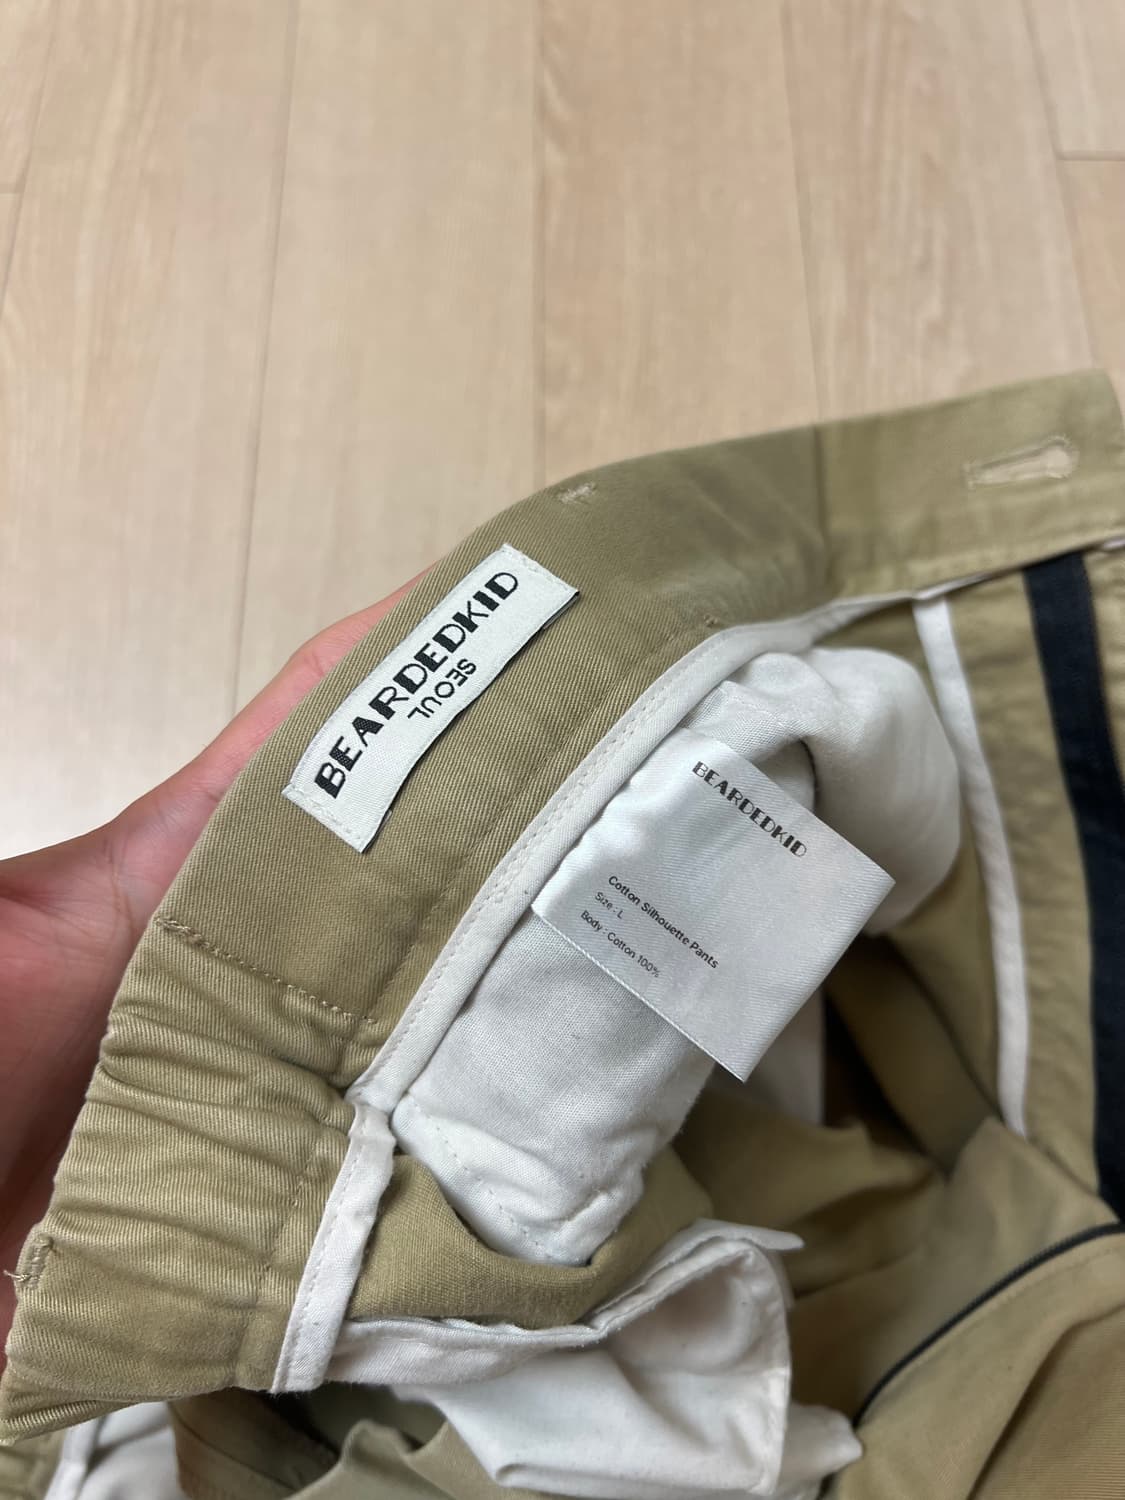 BEARDEDKID
SEOUL
BEARDEDKID
Cotton Silhouette Pants
Size : L
Body : Cotton 100%